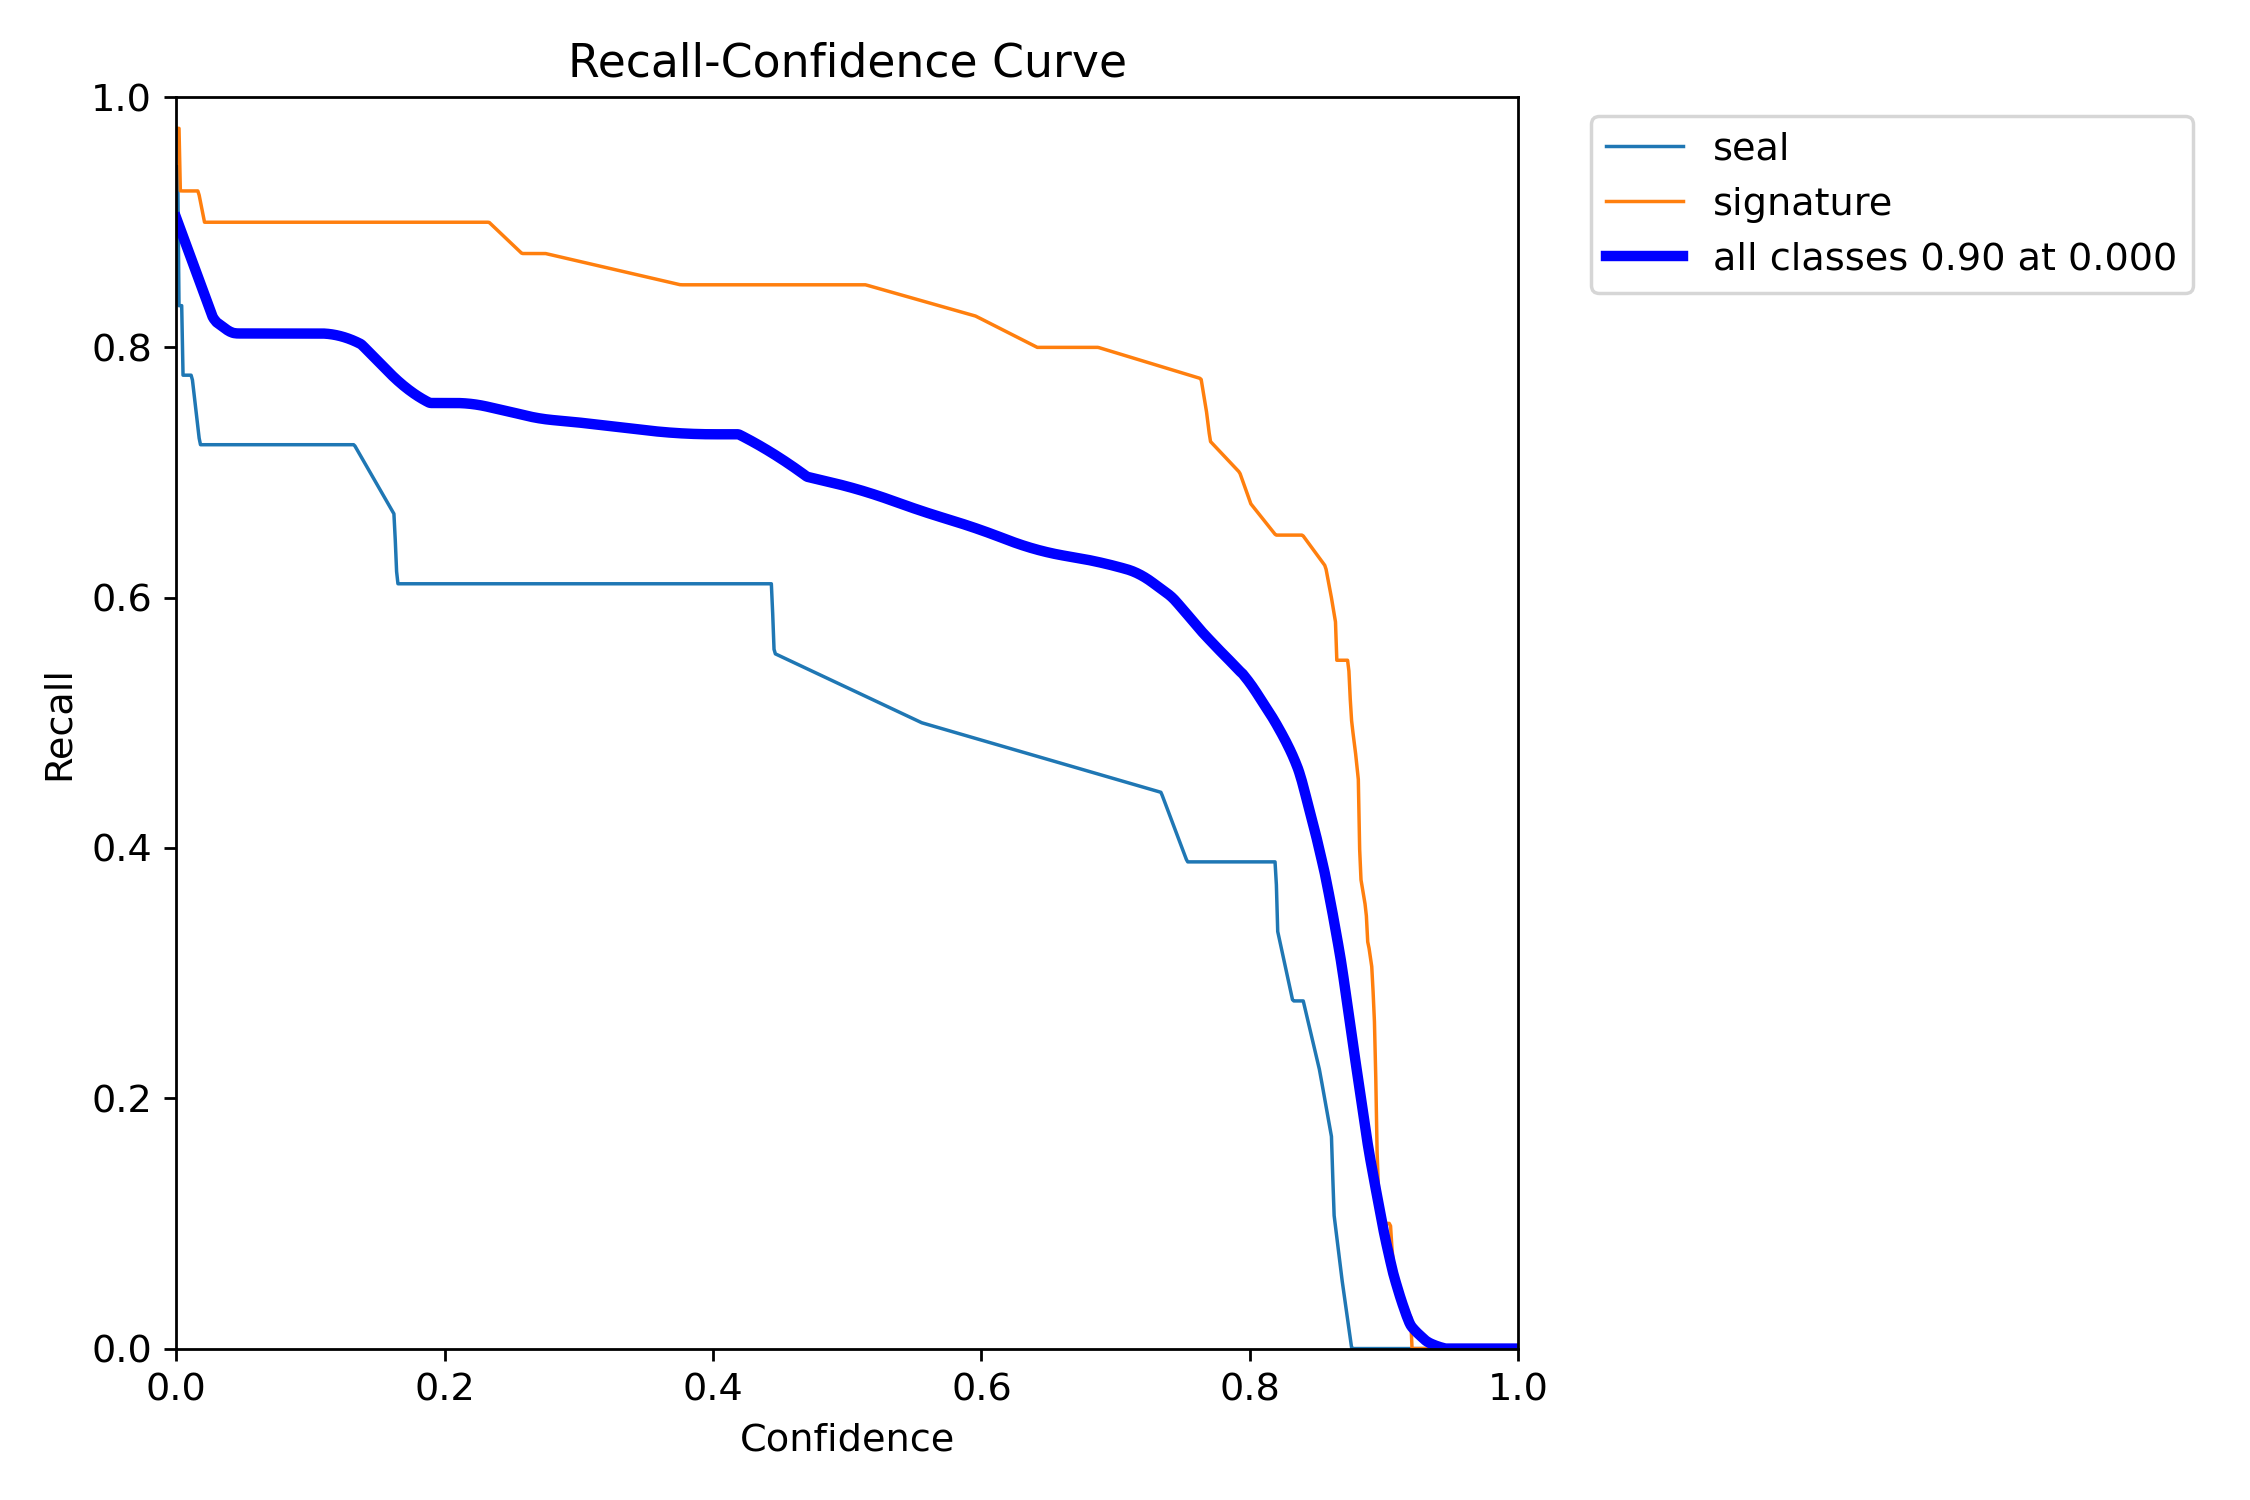 Recall-Confidence Curve
1.0
0.8
0.6
0.4
0.2
0.0
Recall
0.0 0.2 0.4 0.6 0.8 1.0
Confidence
seal
signature
all classes 0.90 at 0.000